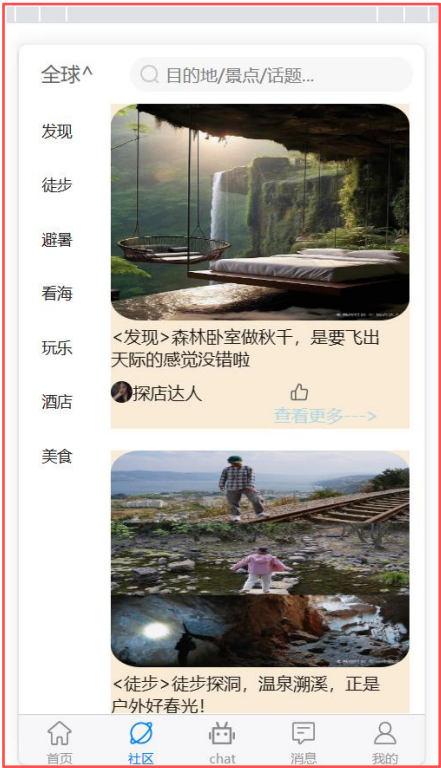 全球^
目的地/景点/话题...
发现
徒步
避暑
看海
玩乐
酒店
美食
<发现>森林卧室做秋千，是要飞出
天际的感觉没错啦
探店达人
查看更多--->
<徒步>徒步探洞，温泉溯溪，正是
户外好春光！
首页
社区
chat
消息
我的